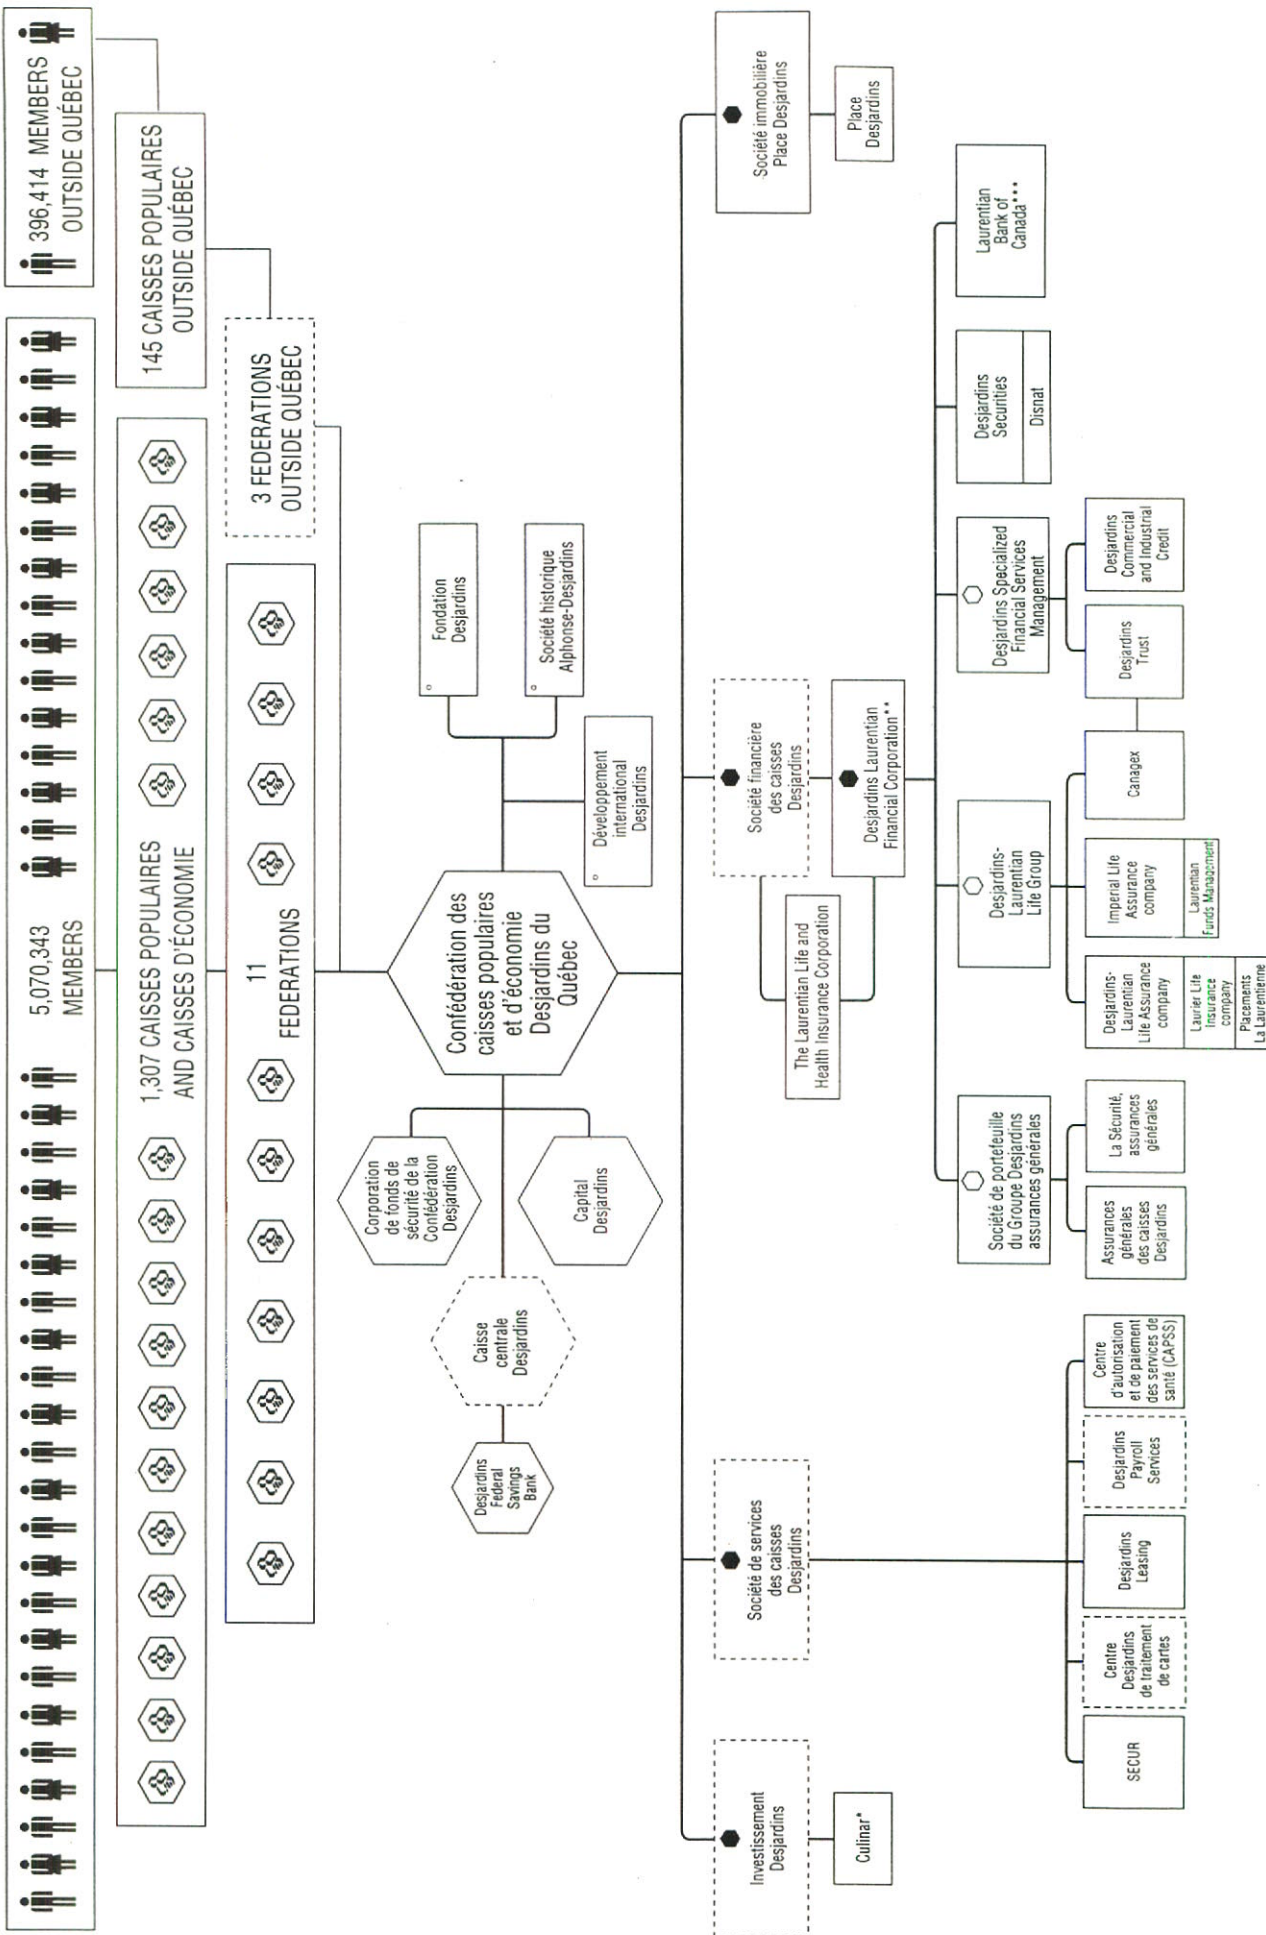 5,070,343
MEMBERS
396,414 MEMBERS
OUTSIDE QUÉBEC
1,307 CAISSES POPULAIRES
AND CAISSES D'ÉCONOMIE
145 CAISSES POPULAIRES
OUTSIDE QUÉBEC
11
FEDERATIONS
3 FEDERATIONS
OUTSIDE QUÉBEC
Confédération des
caisses populaires
et d'économie
Desjardins du
Québec
Corporation
de fonds de
sécurité de la
Confédération
Desjardins
Caisse
centrale
Desjardins
Desjardins
Federal
Savings
Bank
Capital
Desjardins
Fondation
Desjardins
Société historique
Alphonse-Desjardins
Développement
international
Desjardins
Investissement
Desjardins
Culinar*
Société de services
des caisses
Desjardins
SECUR
Centre
Desjardins
de traitement
de cartes
Desjardins
Leasing
Desjardins
Payroll
Services
Centre
d'autorisation
et de paiement
des services de
santé (CAPSS)
Société financière
des caisses
Desjardins
The Laurentian Life and
Health Insurance Corporation
Desjardins Laurentian
Financial Corporation**
Société immobilière
Place Desjardins
Place
Desjardins
Société de portefeuille
du Groupe Desjardins
assurances générales
Assurances
générales
des caisses
Desjardins
La Sécurité,
assurances
générales
Desjardins-
Laurentian
Life Group
Desjardins-
Laurentian
Life Assurance
company
Laurier Life
Insurance
company
Placements
La Laurentienne
Imperial Life
Assurance
company
Laurentian
Funds Management
Canagex
Desjardins Specialized
Financial Services
Management
Desjardins
Trust
Desjardins
Commercial
and Industrial
Credit
Desjardins
Securities
Disnat
Laurentian
Bank of
Canada***